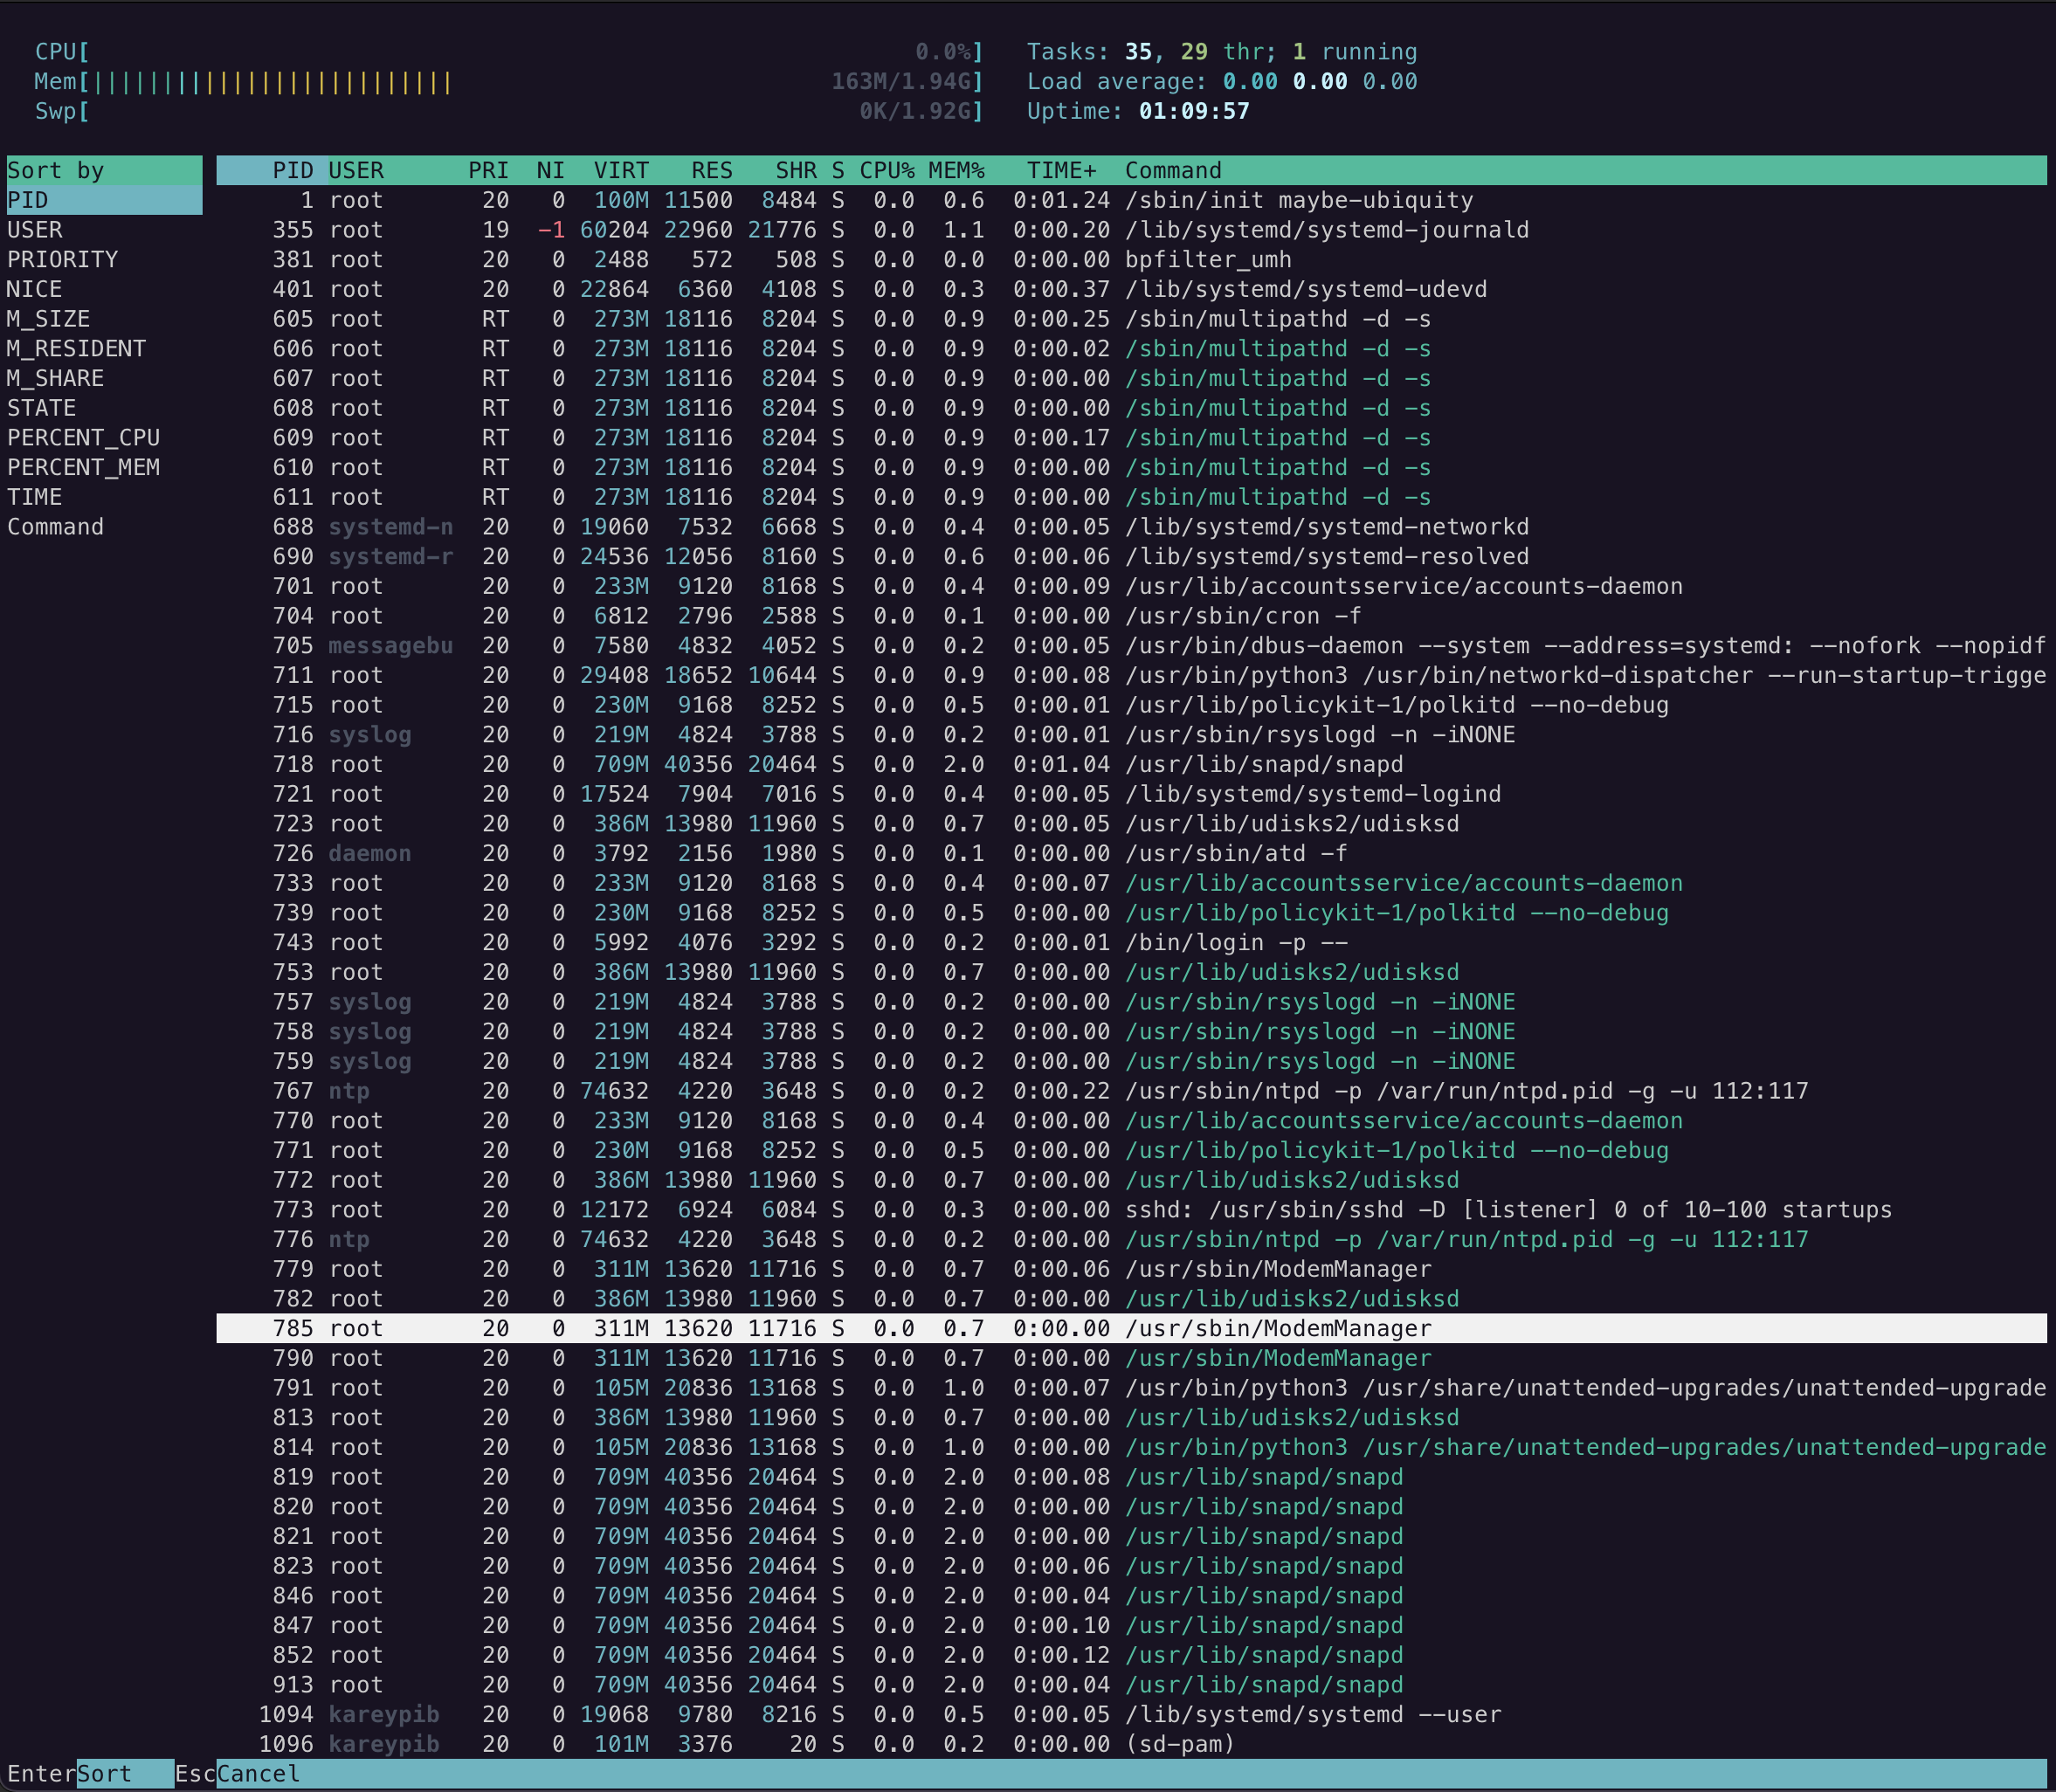 CPU[ 0.0%] Tasks: 35, 29 thr; 1 running
Mem[||||||||||||||||||||||||||163M/1.94G] Load average: 0.00 0.00 0.00
Swp[ 0K/1.92G] Uptime: 01:09:57
Sort by PID USER PRI NI VIRT RES SHR S CPU% MEM% TIME+ Command
PID 1 root 20 0 100M 11500 8484 S 0.0 0.6 0:01.24 /sbin/init maybe-ubiquity
USER 355 root 19 -1 60204 22960 21776 S 0.0 1.1 0:00.20 /lib/systemd/systemd-journald
PRIORITY 381 root 20 0 2488 572 508 S 0.0 0.0 0:00.00 bpfilter_umh
NICE 401 root 20 0 22864 6360 4108 S 0.0 0.3 0:00.37 /lib/systemd/systemd-udevd
M_SIZE 605 root RT 0 273M 18116 8204 S 0.0 0.9 0:00.25 /sbin/multipathd -d -s
M_RESIDENT 606 root RT 0 273M 18116 8204 S 0.0 0.9 0:00.02 /sbin/multipathd -d -s
M_SHARE 607 root RT 0 273M 18116 8204 S 0.0 0.9 0:00.00 /sbin/multipathd -d -s
STATE 608 root RT 0 273M 18116 8204 S 0.0 0.9 0:00.00 /sbin/multipathd -d -s
PERCENT_CPU 609 root RT 0 273M 18116 8204 S 0.0 0.9 0:00.17 /sbin/multipathd -d -s
PERCENT_MEM 610 root RT 0 273M 18116 8204 S 0.0 0.9 0:00.00 /sbin/multipathd -d -s
TIME 611 root RT 0 273M 18116 8204 S 0.0 0.9 0:00.00 /sbin/multipathd -d -s
Command 688 systemd-n 20 0 19060 7532 6668 S 0.0 0.4 0:00.05 /lib/systemd/systemd-networkd
690 systemd-r 20 0 24536 12056 8160 S 0.0 0.6 0:00.06 /lib/systemd/systemd-resolved
701 root 20 0 233M 9120 8168 S 0.0 0.4 0:00.09 /usr/lib/accountsservice/accounts-daemon
704 root 20 0 6812 2796 2588 S 0.0 0.1 0:00.00 /usr/sbin/cron -f
705 messagebu 20 0 7580 4832 4052 S 0.0 0.2 0:00.05 /usr/bin/dbus-daemon --system --address=systemd: --nofork --nopidf
711 root 20 0 29408 18652 10644 S 0.0 0.9 0:00.08 /usr/bin/python3 /usr/bin/networkd-dispatcher --run-startup-trigge
715 root 20 0 230M 9168 8252 S 0.0 0.5 0:00.01 /usr/lib/policykit-1/polkitd --no-debug
716 syslog 20 0 219M 4824 3788 S 0.0 0.2 0:00.01 /usr/sbin/rsyslogd -n -iNONE
718 root 20 0 709M 40356 20464 S 0.0 2.0 0:01.04 /usr/lib/snapd/snapd
721 root 20 0 17524 7904 7016 S 0.0 0.4 0:00.05 /lib/systemd/systemd-logind
723 root 20 0 386M 13980 11960 S 0.0 0.7 0:00.05 /usr/lib/udisks2/udisksd
726 daemon 20 0 3792 2156 1980 S 0.0 0.1 0:00.00 /usr/sbin/atd -f
733 root 20 0 233M 9120 8168 S 0.0 0.4 0:00.07 /usr/lib/accountsservice/accounts-daemon
739 root 20 0 230M 9168 8252 S 0.0 0.5 0:00.00 /usr/lib/policykit-1/polkitd --no-debug
743 root 20 0 5992 4076 3292 S 0.0 0.2 0:00.01 /bin/login -p --
753 root 20 0 386M 13980 11960 S 0.0 0.7 0:00.00 /usr/lib/udisks2/udisksd
757 syslog 20 0 219M 4824 3788 S 0.0 0.2 0:00.00 /usr/sbin/rsyslogd -n -iNONE
758 syslog 20 0 219M 4824 3788 S 0.0 0.2 0:00.00 /usr/sbin/rsyslogd -n -iNONE
759 syslog 20 0 219M 4824 3788 S 0.0 0.2 0:00.00 /usr/sbin/rsyslogd -n -iNONE
767 ntp 20 0 74632 4220 3648 S 0.0 0.2 0:00.22 /usr/sbin/ntpd -p /var/run/ntpd.pid -g -u 112:117
770 root 20 0 233M 9120 8168 S 0.0 0.4 0:00.00 /usr/lib/accountsservice/accounts-daemon
771 root 20 0 230M 9168 8252 S 0.0 0.5 0:00.00 /usr/lib/policykit-1/polkitd --no-debug
772 root 20 0 386M 13980 11960 S 0.0 0.7 0:00.00 /usr/lib/udisks2/udisksd
773 root 20 0 12172 6924 6084 S 0.0 0.3 0:00.00 sshd: /usr/sbin/sshd -D [listener] 0 of 10-100 startups
776 ntp 20 0 74632 4220 3648 S 0.0 0.2 0:00.00 /usr/sbin/ntpd -p /var/run/ntpd.pid -g -u 112:117
779 root 20 0 311M 13620 11716 S 0.0 0.7 0:00.06 /usr/sbin/ModemManager
782 root 20 0 386M 13980 11960 S 0.0 0.7 0:00.00 /usr/lib/udisks2/udisksd
785 root 20 0 311M 13620 11716 S 0.0 0.7 0:00.00 /usr/sbin/ModemManager
790 root 20 0 311M 13620 11716 S 0.0 0.7 0:00.00 /usr/sbin/ModemManager
791 root 20 0 105M 20836 13168 S 0.0 1.0 0:00.07 /usr/bin/python3 /usr/share/unattended-upgrades/unattended-upgrade
813 root 20 0 386M 13980 11960 S 0.0 0.7 0:00.00 /usr/lib/udisks2/udisksd
814 root 20 0 105M 20836 13168 S 0.0 1.0 0:00.00 /usr/bin/python3 /usr/share/unattended-upgrades/unattended-upgrade
819 root 20 0 709M 40356 20464 S 0.0 2.0 0:00.08 /usr/lib/snapd/snapd
820 root 20 0 709M 40356 20464 S 0.0 2.0 0:00.00 /usr/lib/snapd/snapd
821 root 20 0 709M 40356 20464 S 0.0 2.0 0:00.00 /usr/lib/snapd/snapd
823 root 20 0 709M 40356 20464 S 0.0 2.0 0:00.06 /usr/lib/snapd/snapd
846 root 20 0 709M 40356 20464 S 0.0 2.0 0:00.04 /usr/lib/snapd/snapd
847 root 20 0 709M 40356 20464 S 0.0 2.0 0:00.10 /usr/lib/snapd/snapd
852 root 20 0 709M 40356 20464 S 0.0 2.0 0:00.12 /usr/lib/snapd/snapd
913 root 20 0 709M 40356 20464 S 0.0 2.0 0:00.04 /usr/lib/snapd/snapd
1094 kareypib 20 0 19068 9780 8216 S 0.0 0.5 0:00.05 /lib/systemd/systemd --user
1096 kareypib 20 0 101M 3376 20 S 0.0 0.2 0:00.00 (sd-pam)
EnterSort EscCancel